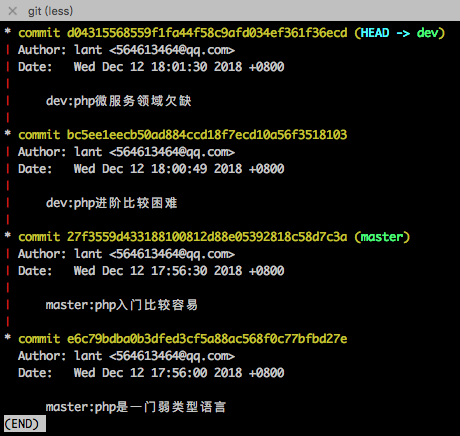 git (less)
* commit d04315568559f1fa44f58c9afd034ef361f36ecd (HEAD -> dev)
| Author: lant <564613464@qq.com>
| Date:   Wed Dec 12 18:01:30 2018 +0800
|
|     dev:php微服务领域欠缺
|
* commit bc5ee1eecb50ad884ccd18f7ecd10a56f3518103
| Author: lant <564613464@qq.com>
| Date:   Wed Dec 12 18:00:49 2018 +0800
|
|     dev:php进阶比较困难
|
* commit 27f3559d433188100812d88e05392818c58d7c3a (master)
| Author: lant <564613464@qq.com>
| Date:   Wed Dec 12 17:56:30 2018 +0800
|
|     master:php入门比较容易
|
* commit e6c79bdba0b3dfed3cf5a88ac568f0c77bfbd27e
  Author: lant <564613464@qq.com>
  Date:   Wed Dec 12 17:56:00 2018 +0800
      master:php是一门弱类型语言
(END)